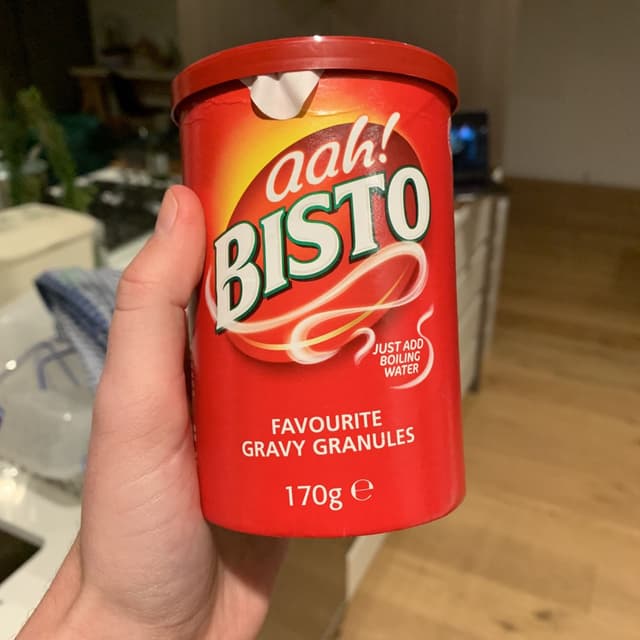 aah!
BISTO
JUST ADD
BOILING
WATER
FAVOURITE
GRAVY GRANULES
170g ℮